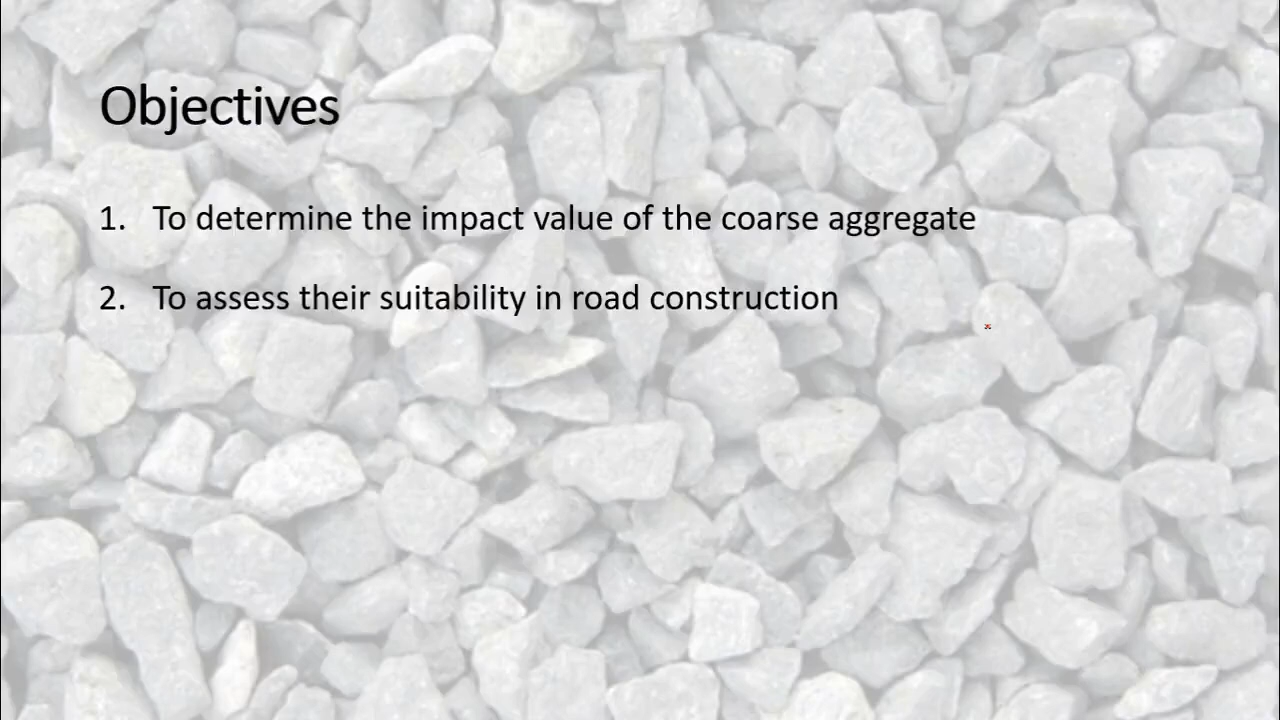 Objectives
1. To determine the impact value of the coarse aggregate
2. To assess their suitability in road construction